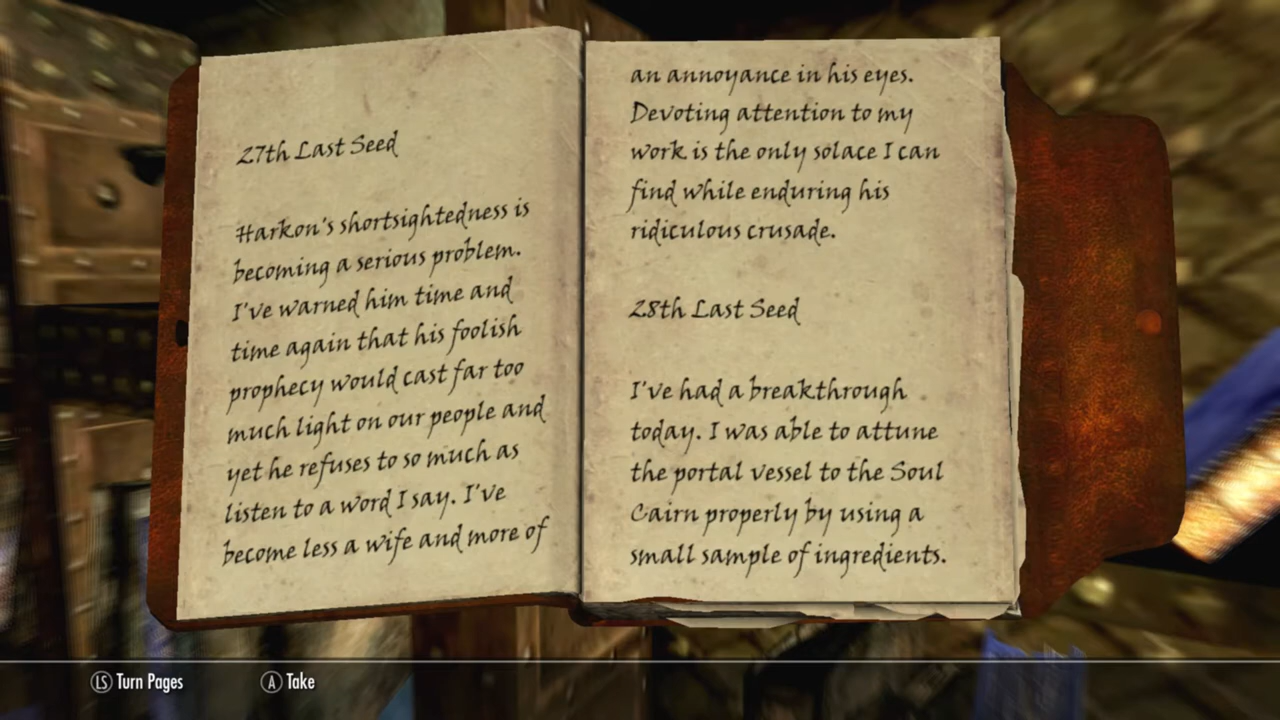 27th Last Seed
Harkon's shortsightedness is
becoming a serious problem.
I've warned him time and
time again that his foolish
prophecy would cast far too
much light on our people and
yet he refuses to so much as
listen to a word I say. I've
become less a wife and more of
an annoyance in his eyes.
Devoting attention to my
work is the only solace I can
find while enduring his
ridiculous crusade.
28th Last Seed
I've had a breakthrough
today. I was able to attune
the portal vessel to the Soul
Cairn properly by using a
small sample of ingredients.
LS Turn Pages
A Take